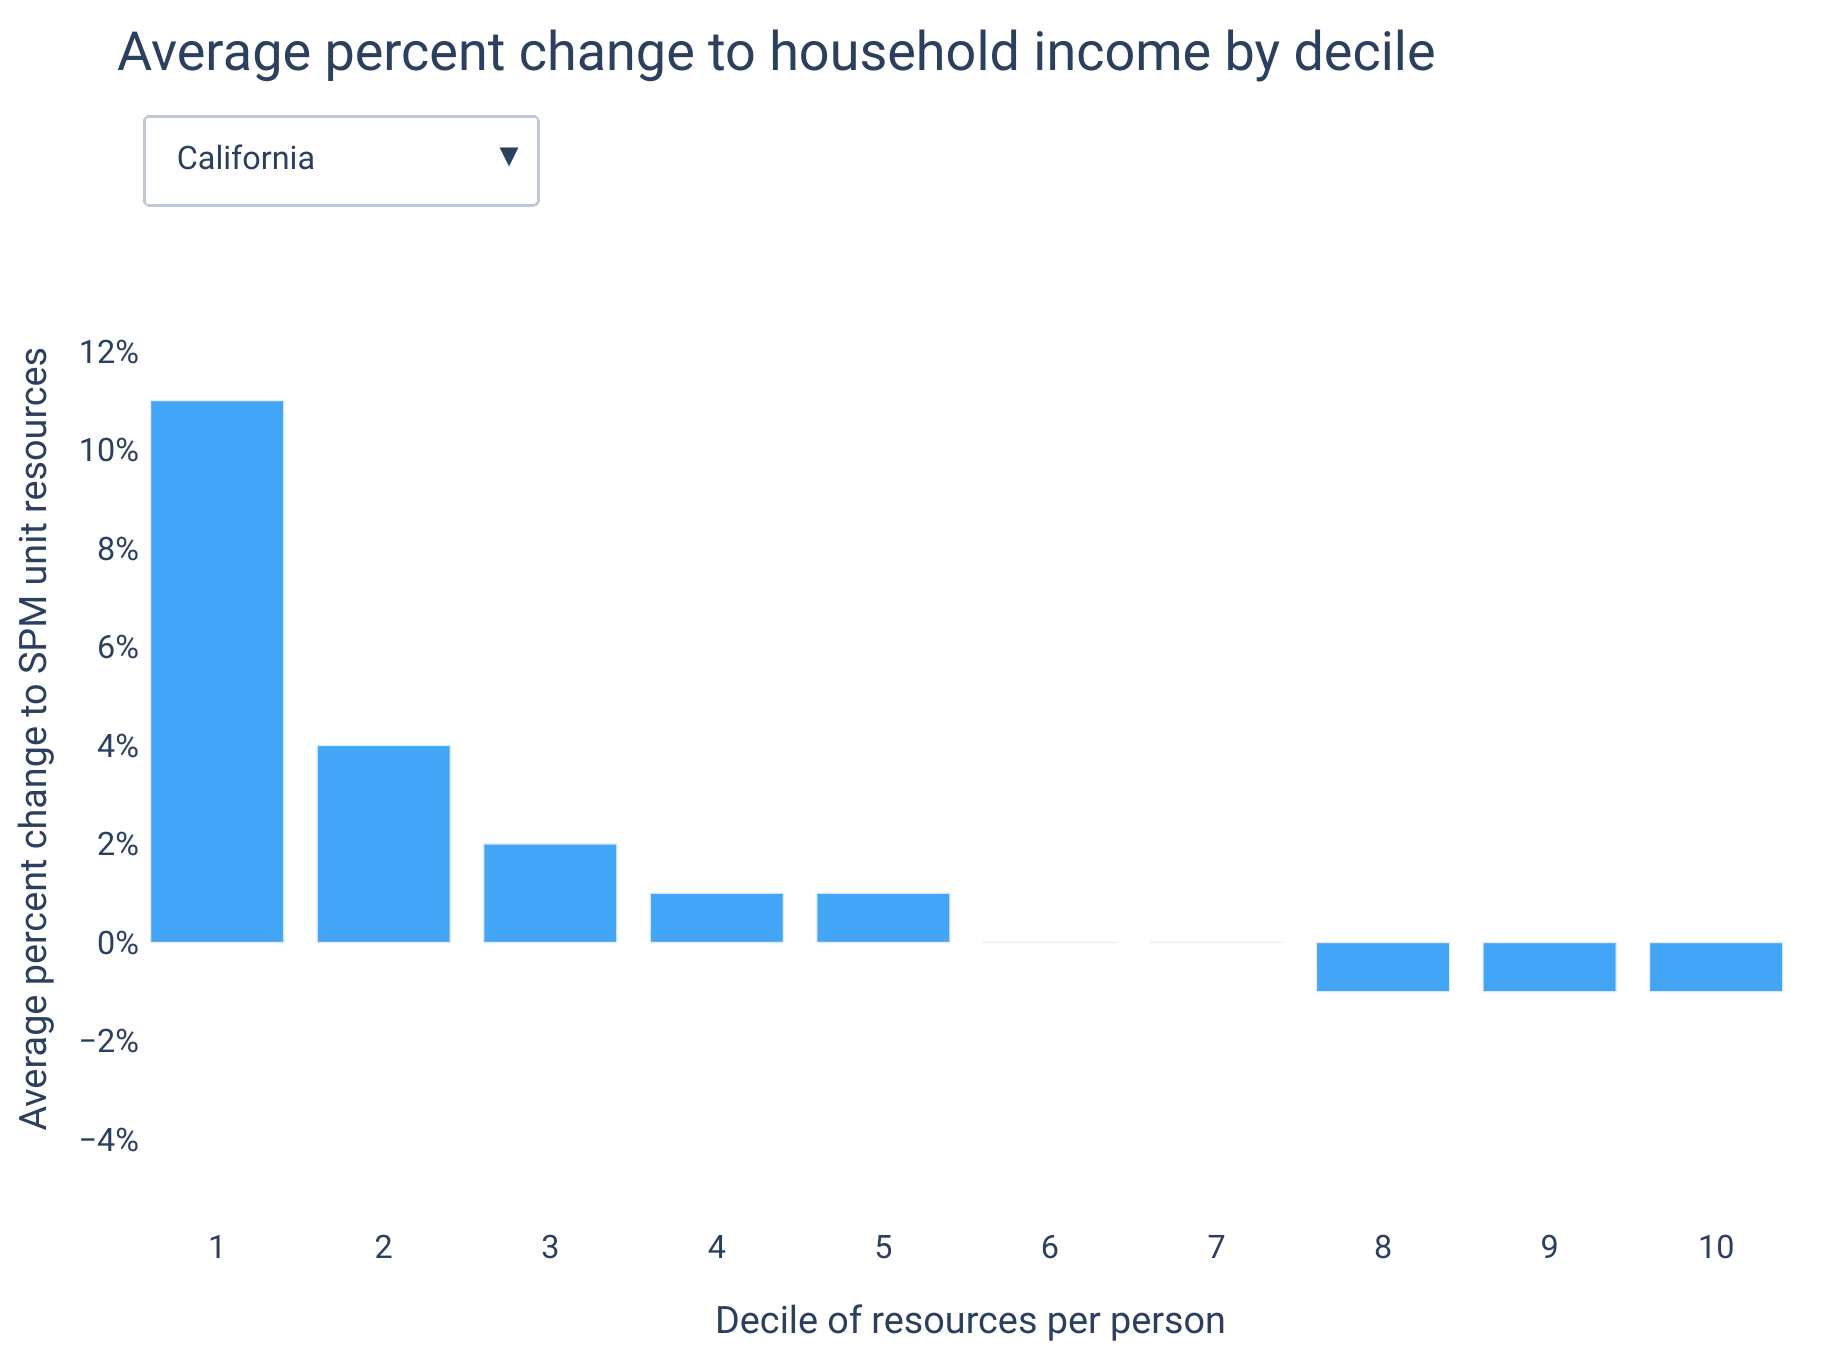 Average percent change to household income by decile
California ▼
Average percent change to SPM unit resources
12%
10%
8%
6%
4%
2%
0%
−2%
−4%
1 2 3 4 5 6 7 8 9 10
Decile of resources per person